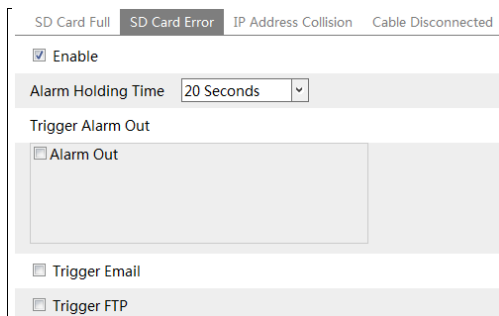 SD Card Full SD Card Error IP Address Collision Cable Disconnected
Enable
Alarm Holding Time 20 Seconds
Trigger Alarm Out
Alarm Out
Trigger Email
Trigger FTP